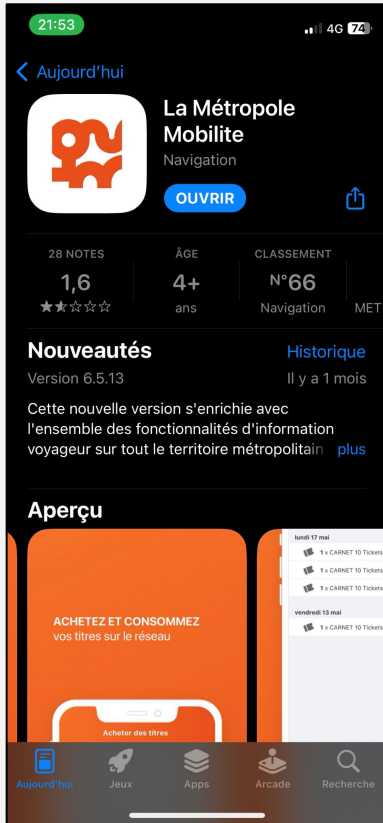 21:53
4G 74
Aujourd'hui
La Métropole
Mobilite
Navigation
OUVRIR
28 NOTES
1,6
ÂGE
4+
ans
CLASSEMENT
N°66
Navigation
MET
Nouveautés
Historique
Version 6.5.13
Il y a 1 mois
Cette nouvelle version s'enrichie avec
l'ensemble des fonctionnalités d'information
voyageur sur tout le territoire métropolitain plus
Aperçu
ACHETEZ ET CONSOMMEZ
vos titres sur le réseau
Acheter des titres
lundi 17 mai
1 x CARNET 10 Tickets
1 x CARNET 10 Tickets
1 x CARNET 10 Tickets
vendredi 13 mai
1 x CARNET 10 Tickets
Aujourd'hui
Jeux
Apps
Arcade
Recherche